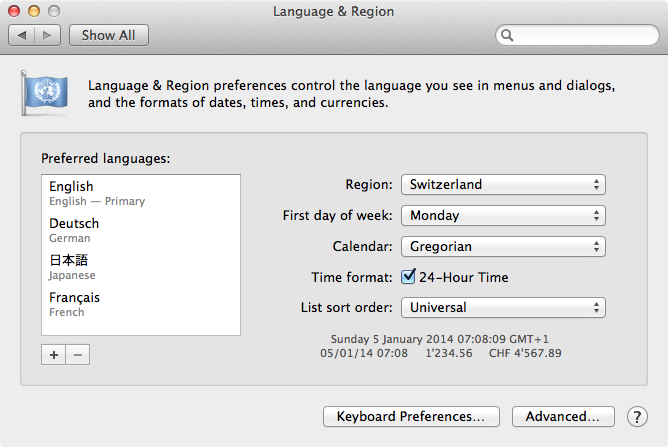 Language & Region
Show All
Language & Region preferences control the language you see in menus and dialogs,
and the formats of dates, times, and currencies.
Preferred languages:
English
English — Primary
Deutsch
German
日本語
Japanese
Français
French
+ −
Region: Switzerland
First day of week: Monday
Calendar: Gregorian
Time format: 24-Hour Time
List sort order: Universal
Sunday 5 January 2014 07:08:09 GMT+1
05/01/14 07:08 1'234.56 CHF 4'567.89
Keyboard Preferences... Advanced... ?